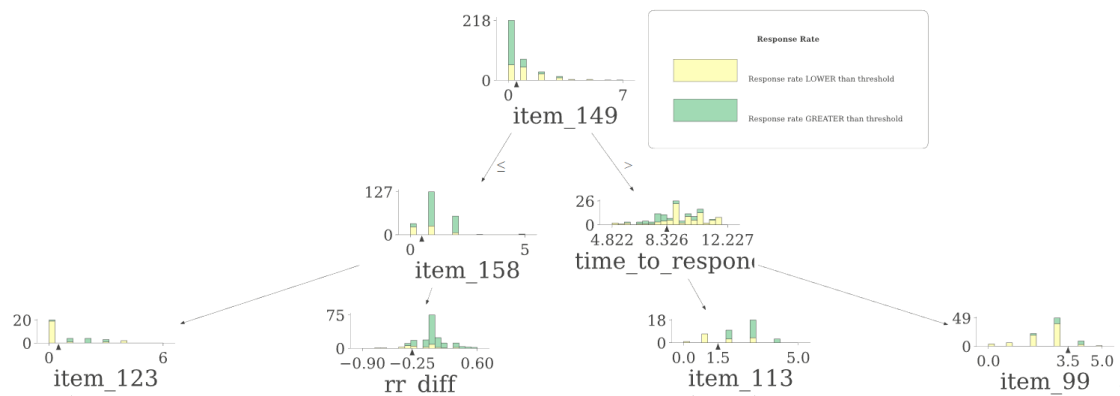 218
0
0 7
item_149
Response Rate
Response rate LOWER than threshold
Response rate GREATER than threshold
≤ >
127
0
0 5
item_158
26
0
4.822 8.326 12.227
time_to_respon
20
0
0 6
item_123
75
0
−0.90 −0.25 0.60
rr_diff
18
0
0.0 1.5 5.0
item_113
49
0
0.0 3.5 5.0
item_99